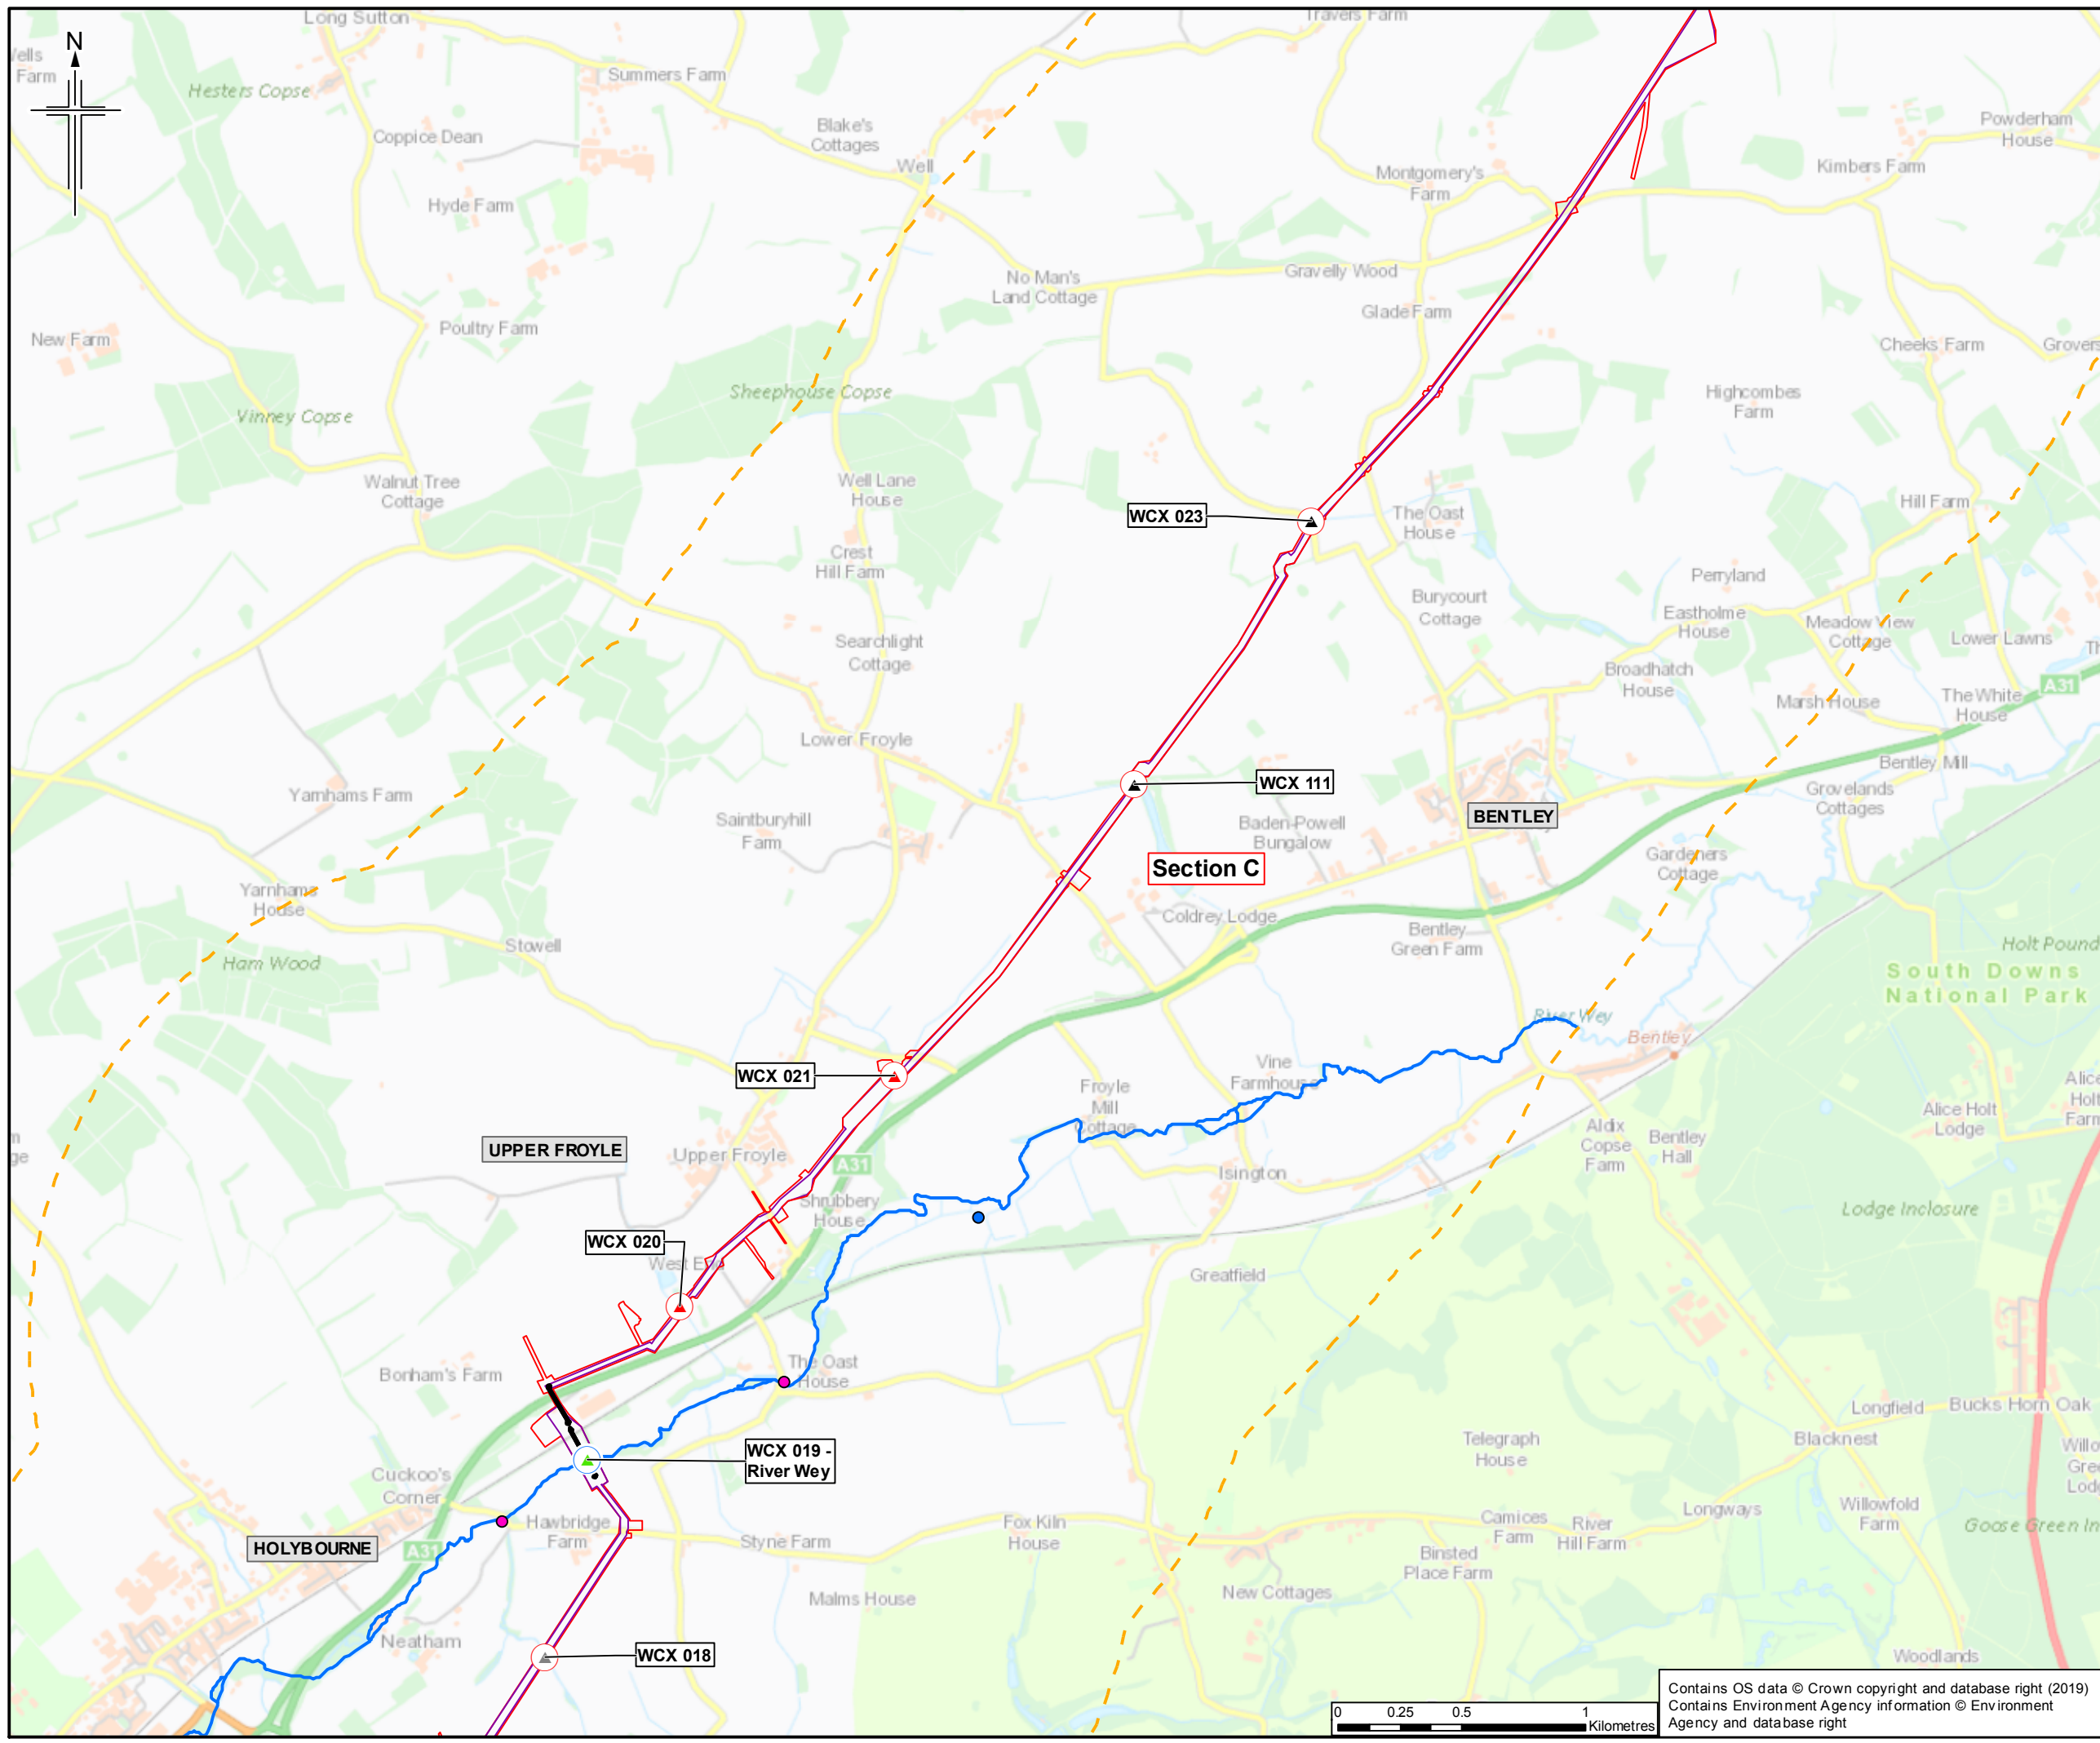 Long Sutton
Travers Farm
N
Farm
Hesters Copse
Summers Farm
Coppice Dean
Blake's
Cottages
Well
Powderham
House
Kimbers Farm
Montgomery's
Farm
Hyde Farm
No Man's
Land Cottage
Gravelly Wood
Glade Farm
New Farm
Poultry Farm
Cheeks Farm
Sheephouse Copse
Vinney Copse
Highcombes
Farm
Walnut Tree
Cottage
Well Lane
House
Hill Farm
WCX 023
The Oast
House
Crest
Hill Farm
Perryland
Burycourt
Cottage
Eastholme
House
Meadow View
Cottage
Lower Lawns
Searchlight
Cottage
Broadhatch
House
A31
Marsh House
The White
House
Lower Froyle
Bentley Mill
Yarnhams Farm
WCX 111
Grovelands
Cottages
Saintburyhill
Farm
Baden-Powell
Bungalow
BENTLEY
Section C
Gardeners
Cottage
Yarnhams
House
Coldrey Lodge
Bentley
Green Farm
Stowell
Holt Pound
Ham Wood
South Downs
National Park
River Wey
Bentley
WCX 021
Vine
Farmhouse
Froyle
Mill
Cottage
Alice Holt
Lodge
Alice
Holt
Farm
UPPER FROYLE
Upper Froyle
A31
Aldix
Copse
Farm
Bentley
Hall
Isington
Shrubbery
House
Lodge Inclosure
WCX 020
West End
Greatfield
Bonham's Farm
The Oast
House
Longfield
Bucks Horn Oak
Telegraph
House
Blacknest
WCX 019 -
River Wey
Cuckoo's
Corner
Hawbridge
Farm
Styne Farm
Fox Kiln
House
Camices
Farm
River
Hill Farm
Longways
Willowfold
Farm
Goose Green In
HOLYBOURNE
A31
Binsted
Place Farm
New Cottages
Malms House
Neatham
WCX 018
Woodlands
0 0.25 0.5 1
Kilometres
Contains OS data © Crown copyright and database right (2019)
Contains Environment Agency information © Environment
Agency and database right